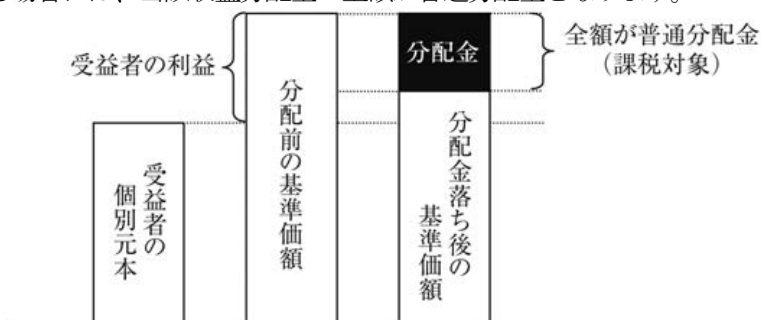 受益者の利益
分配金
全額が普通分配金
(課税対象)
分配前の基準価額
分配金落ち後の
基準価額
受益者の
個別元本